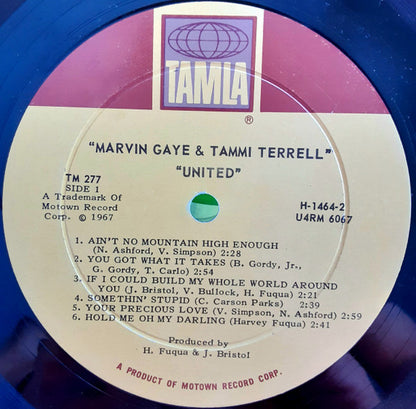 TAMLA
®
"MARVIN GAYE & TAMMI TERRELL"
"UNITED"
TM 277
SIDE 1
A Trademark Of
Motown Record
Corp. © 1967
H-1464-2
U4RM 6067
1. AIN'T NO MOUNTAIN HIGH ENOUGH
(N. Ashford, V. Simpson) 2:28
2. YOU GOT WHAT IT TAKES (B. Gordy, Jr.,
G. Gordy, T. Carlo) 2:54
3. IF I COULD BUILD MY WHOLE WORLD AROUND
YOU (J. Bristol, V. Bullock, H. Fuqua) 2:21
4. SOMETHIN' STUPID (C. Carson Parks) 2:39
5. YOUR PRECIOUS LOVE (V. Simpson, N. Ashford) 2:59
6. HOLD ME OH MY DARLING (Harvey Fuqua) 2:41
Produced by
H. Fuqua & J. Bristol
A PRODUCT OF MOTOWN RECORD CORP.